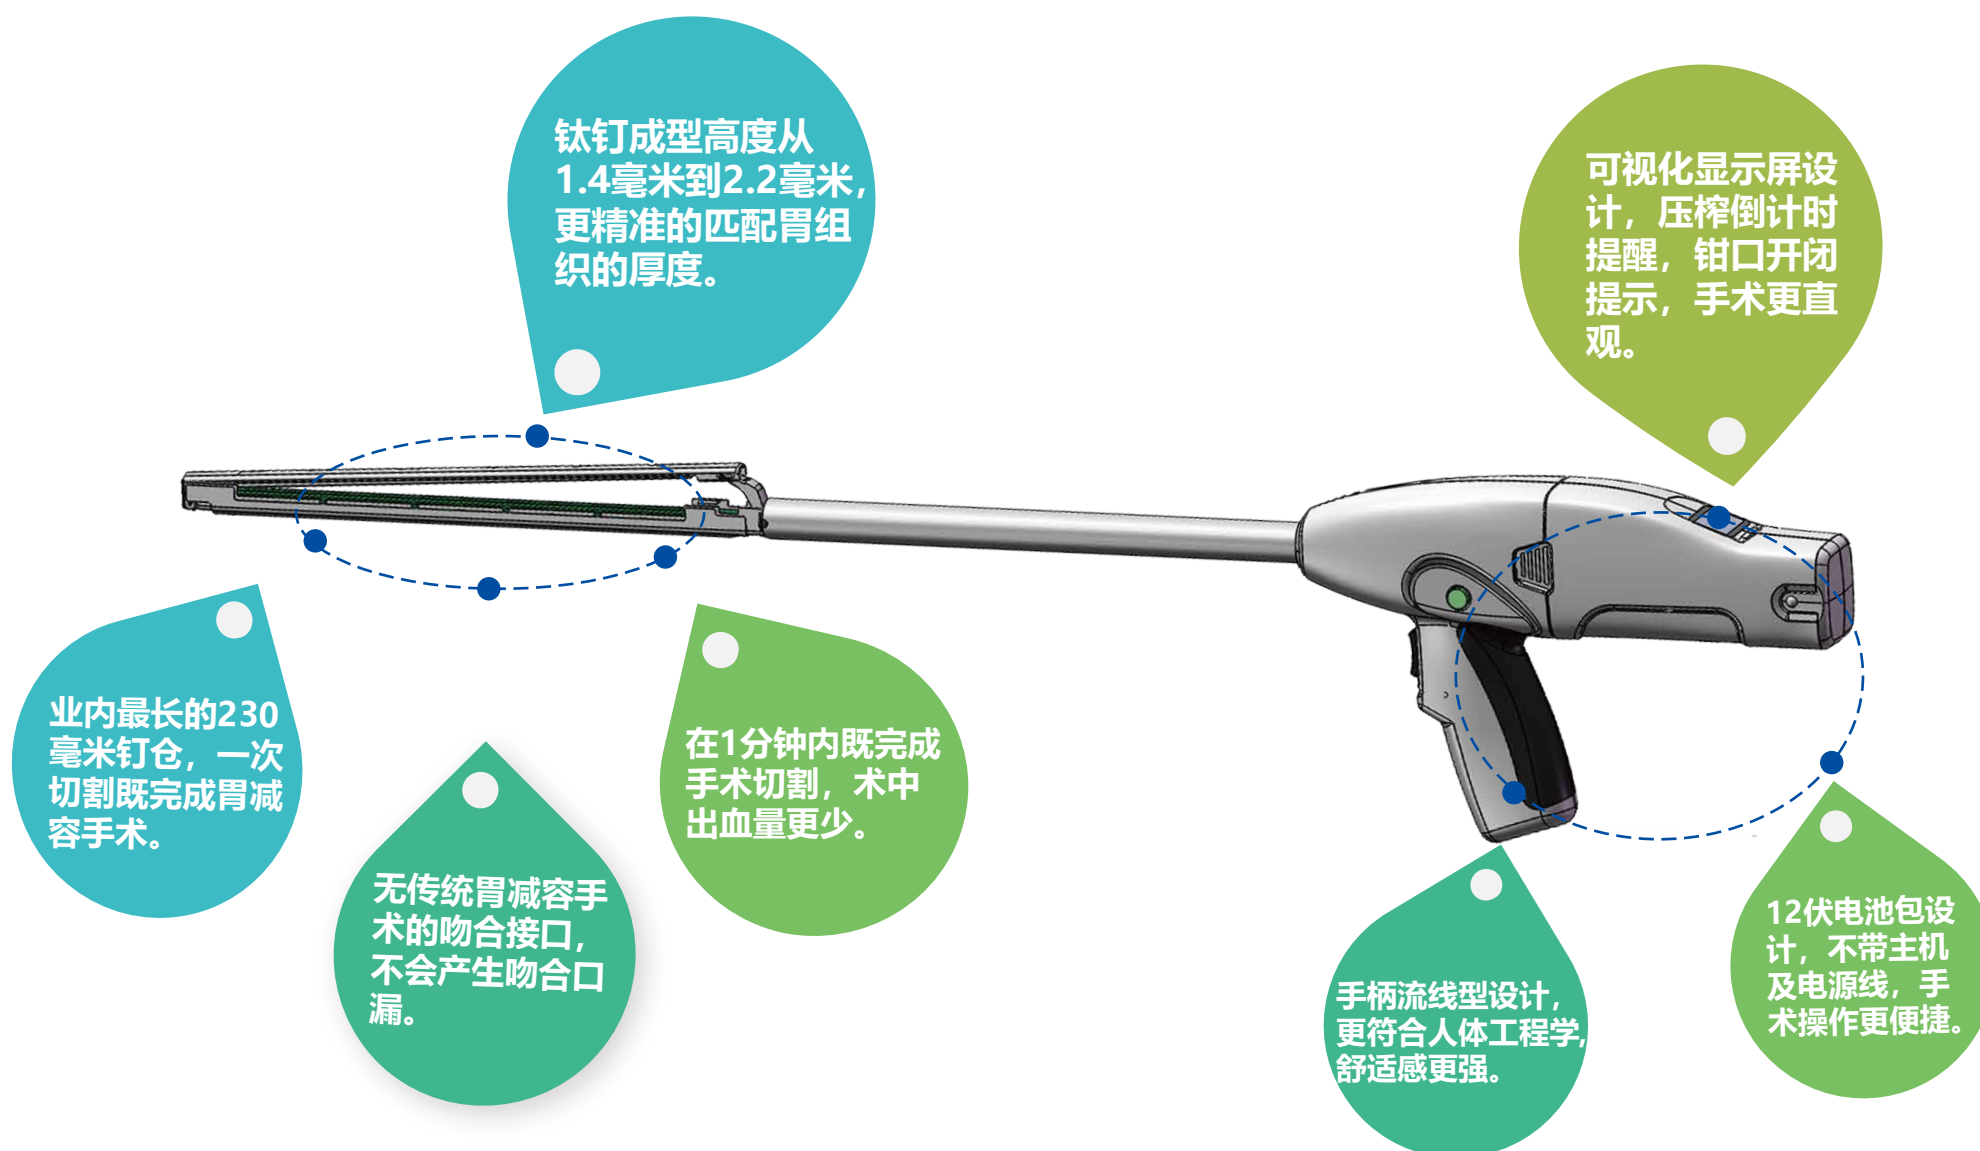 钛钉成型高度从
1.4毫米到2.2毫米，
更精准的匹配胃组
织的厚度。
可视化显示屏设
计，压榨倒计时
提醒，钳口开闭
提示，手术更直
观。
业内最长的230
毫米钉仓，一次
切割既完成胃减
容手术。
无传统胃减容手
术的吻合接口，
不会产生吻合口
漏。
在1分钟内既完成
手术切割，术中
出血量更少。
手柄流线型设计，
更符合人体工程学，
舒适感更强。
12伏电池包设
计，不带主机
及电源线，手
术操作更便捷。